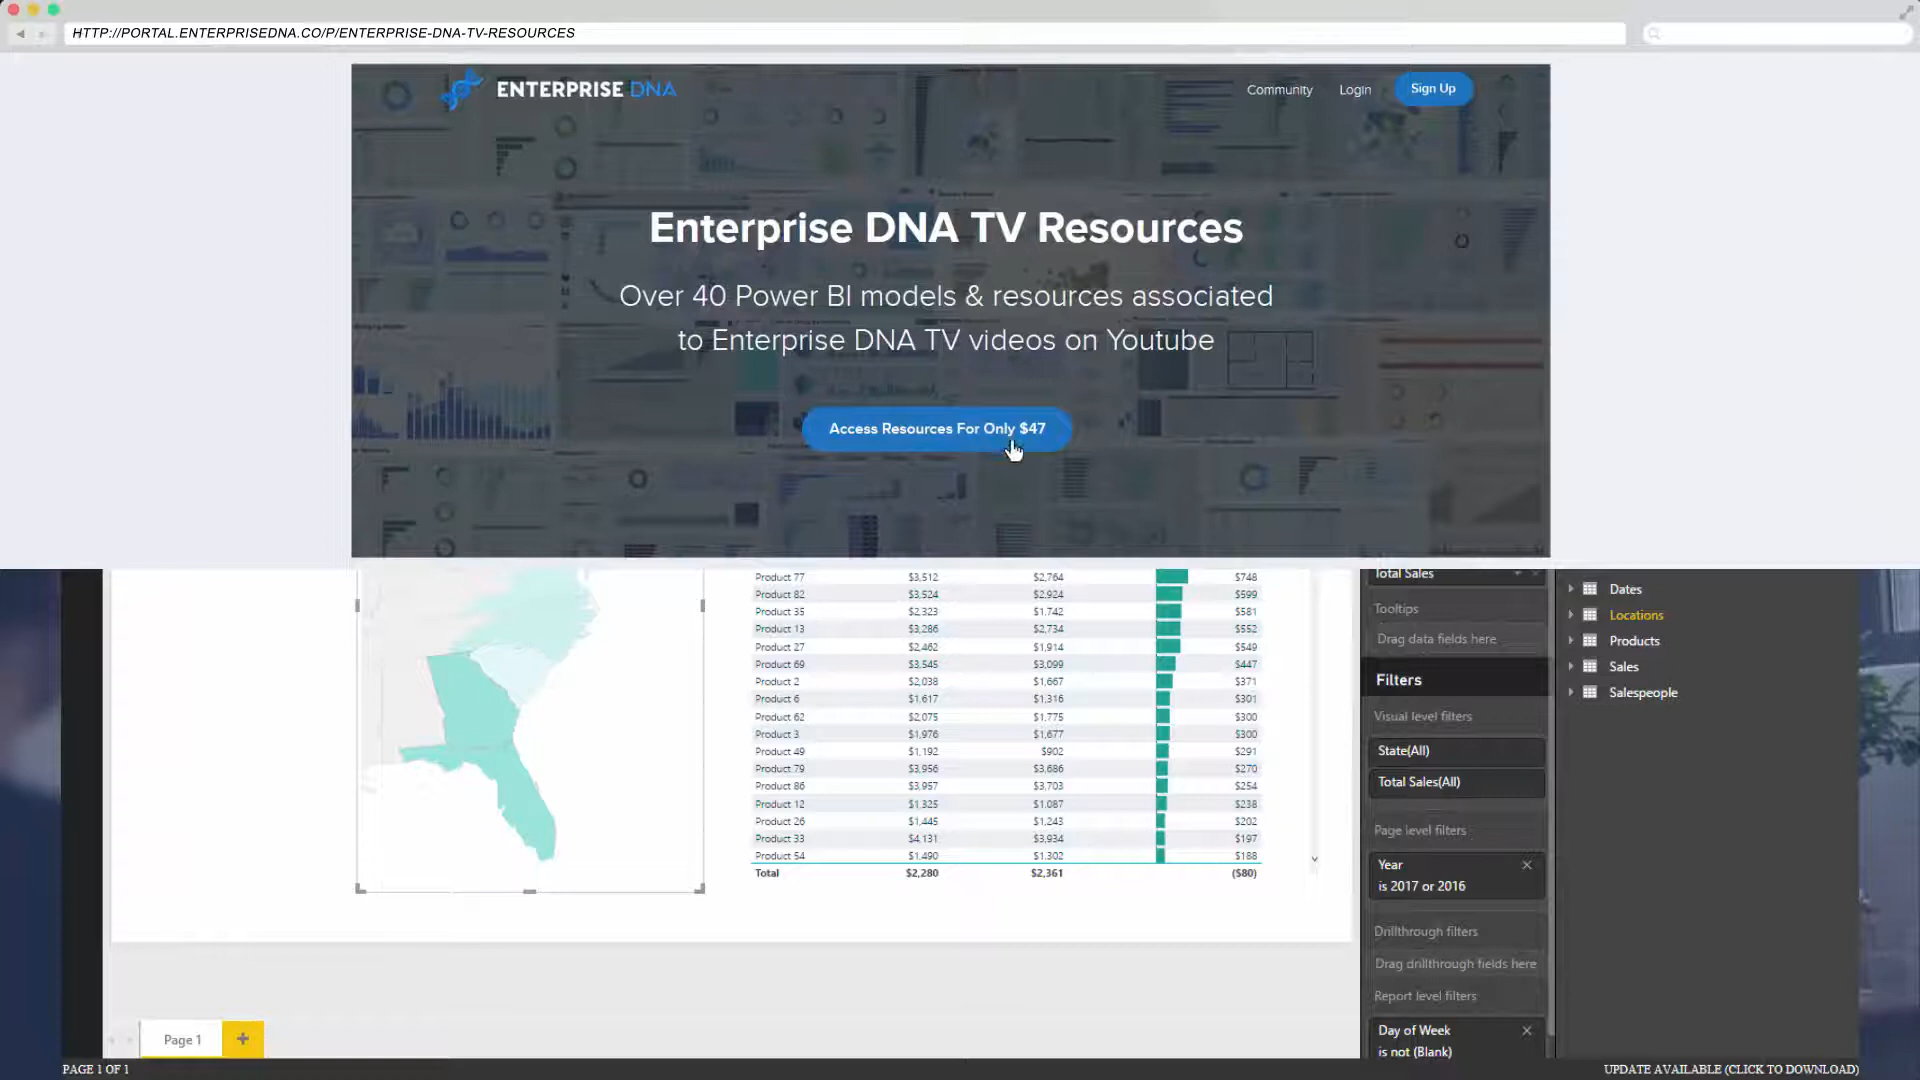 HTTP://PORTAL.ENTERPRISEDNA.CO/P/ENTERPRISE-DNA-TV-RESOURCES
ENTERPRISE DNA
Community Login Sign Up
Enterprise DNA TV Resources
Over 40 Power BI models & resources associated
to Enterprise DNA TV videos on Youtube
Access Resources For Only $47
Product 77 $3,512 $2,764 $748
Product 82 $3,524 $2,924 $599
Product 35 $2,323 $1,742 $581
Product 13 $3,286 $2,734 $552
Product 27 $2,462 $1,914 $549
Product 69 $3,545 $3,099 $447
Product 2 $2,038 $1,667 $371
Product 6 $1,617 $1,316 $301
Product 62 $2,075 $1,775 $300
Product 3 $1,976 $1,677 $300
Product 49 $1,192 $902 $291
Product 79 $3,956 $3,686 $270
Product 86 $3,957 $3,703 $254
Product 12 $1,325 $1,087 $238
Product 26 $1,445 $1,243 $202
Product 33 $4,131 $3,934 $197
Product 54 $1,490 $1,302 $188
Total $2,280 $2,361 ($80)
Total Sales
Tooltips
Drag data fields here
Filters
Visual level filters
State(All)
Total Sales(All)
Page level filters
Year
is 2017 or 2016
Drillthrough filters
Drag drillthrough fields here
Report level filters
Day of Week
is not (Blank)
Dates
Locations
Products
Sales
Salespeople
Page 1
PAGE 1 OF 1
UPDATE AVAILABLE (CLICK TO DOWNLOAD)